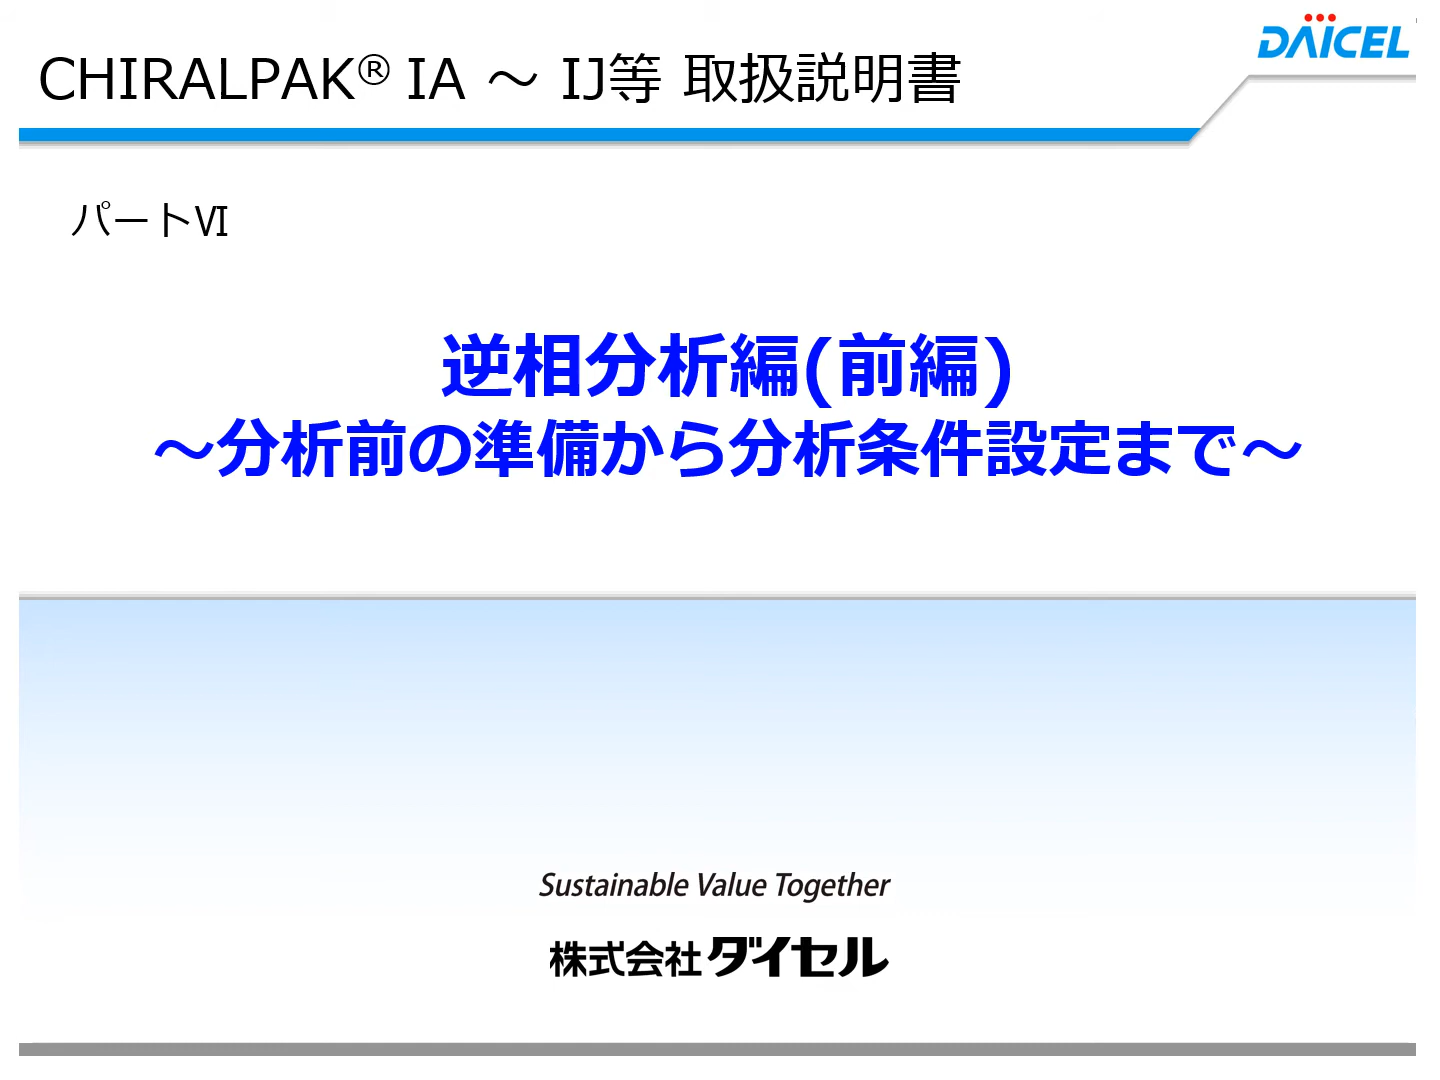 DAICEL
CHIRALPAK® IA ～ IJ等 取扱説明書
パートⅥ
逆相分析編(前編)
～分析前の準備から分析条件設定まで～
Sustainable Value Together
株式会社ダイセル